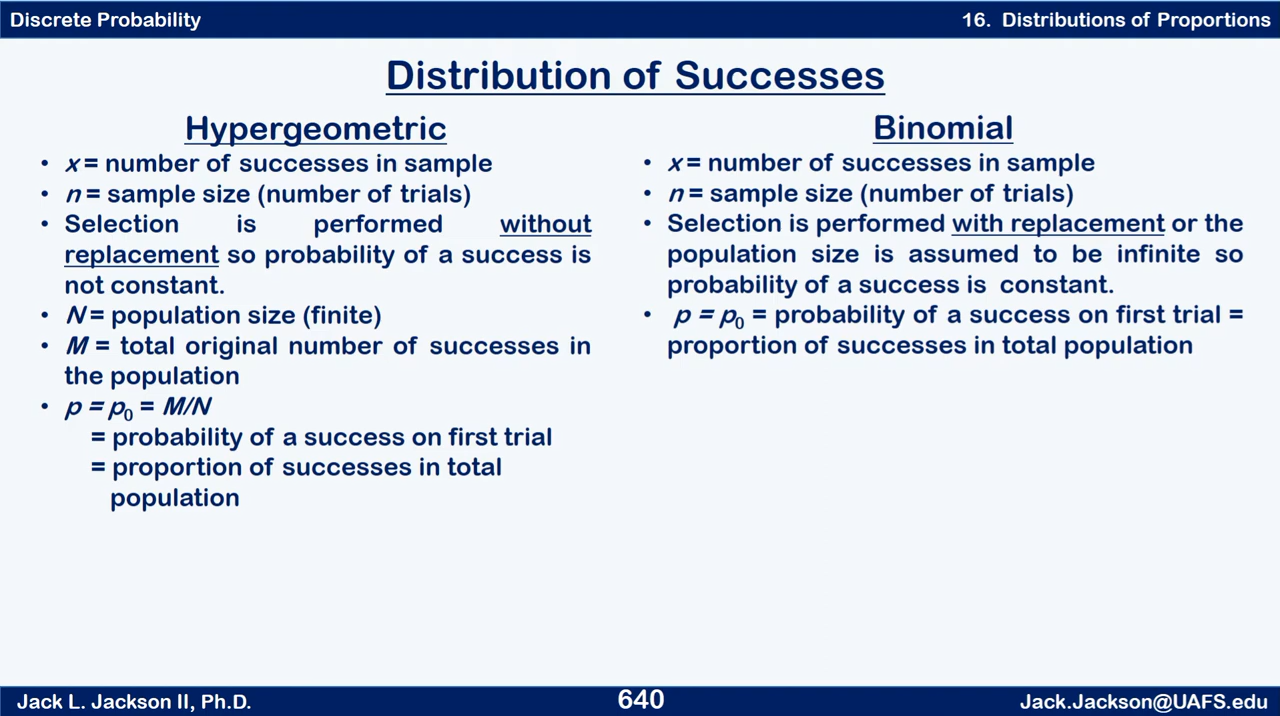 Discrete Probability
16. Distributions of Proportions
Distribution of Successes
Hypergeometric
• x = number of successes in sample
• n = sample size (number of trials)
• Selection is performed without
replacement so probability of a success is
not constant.
• N = population size (finite)
• M = total original number of successes in
the population
• p = p₀ = M/N
= probability of a success on first trial
= proportion of successes in total
population
Binomial
• x = number of successes in sample
• n = sample size (number of trials)
• Selection is performed with replacement or the
population size is assumed to be infinite so
probability of a success is constant.
• p = p₀ = probability of a success on first trial =
proportion of successes in total population
Jack L. Jackson II, Ph.D.
640
Jack.Jackson@UAFS.edu